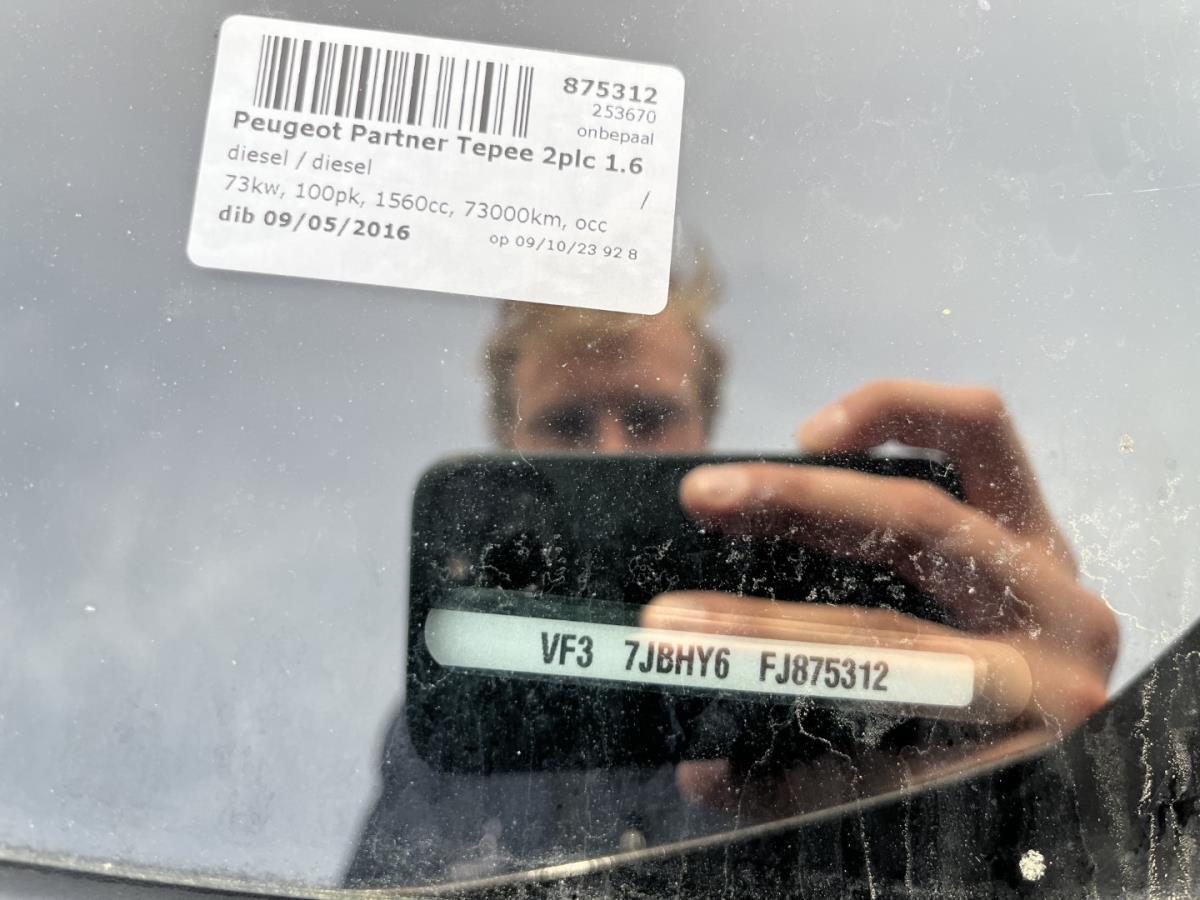 875312
253670
onbepaal
Peugeot Partner Tepee 2plc 1.6
diesel / diesel
/
73kw, 100pk, 1560cc, 73000km, occ
dib 09/05/2016 op 09/10/23 92 8
VF3 7JBHY6 FJ875312